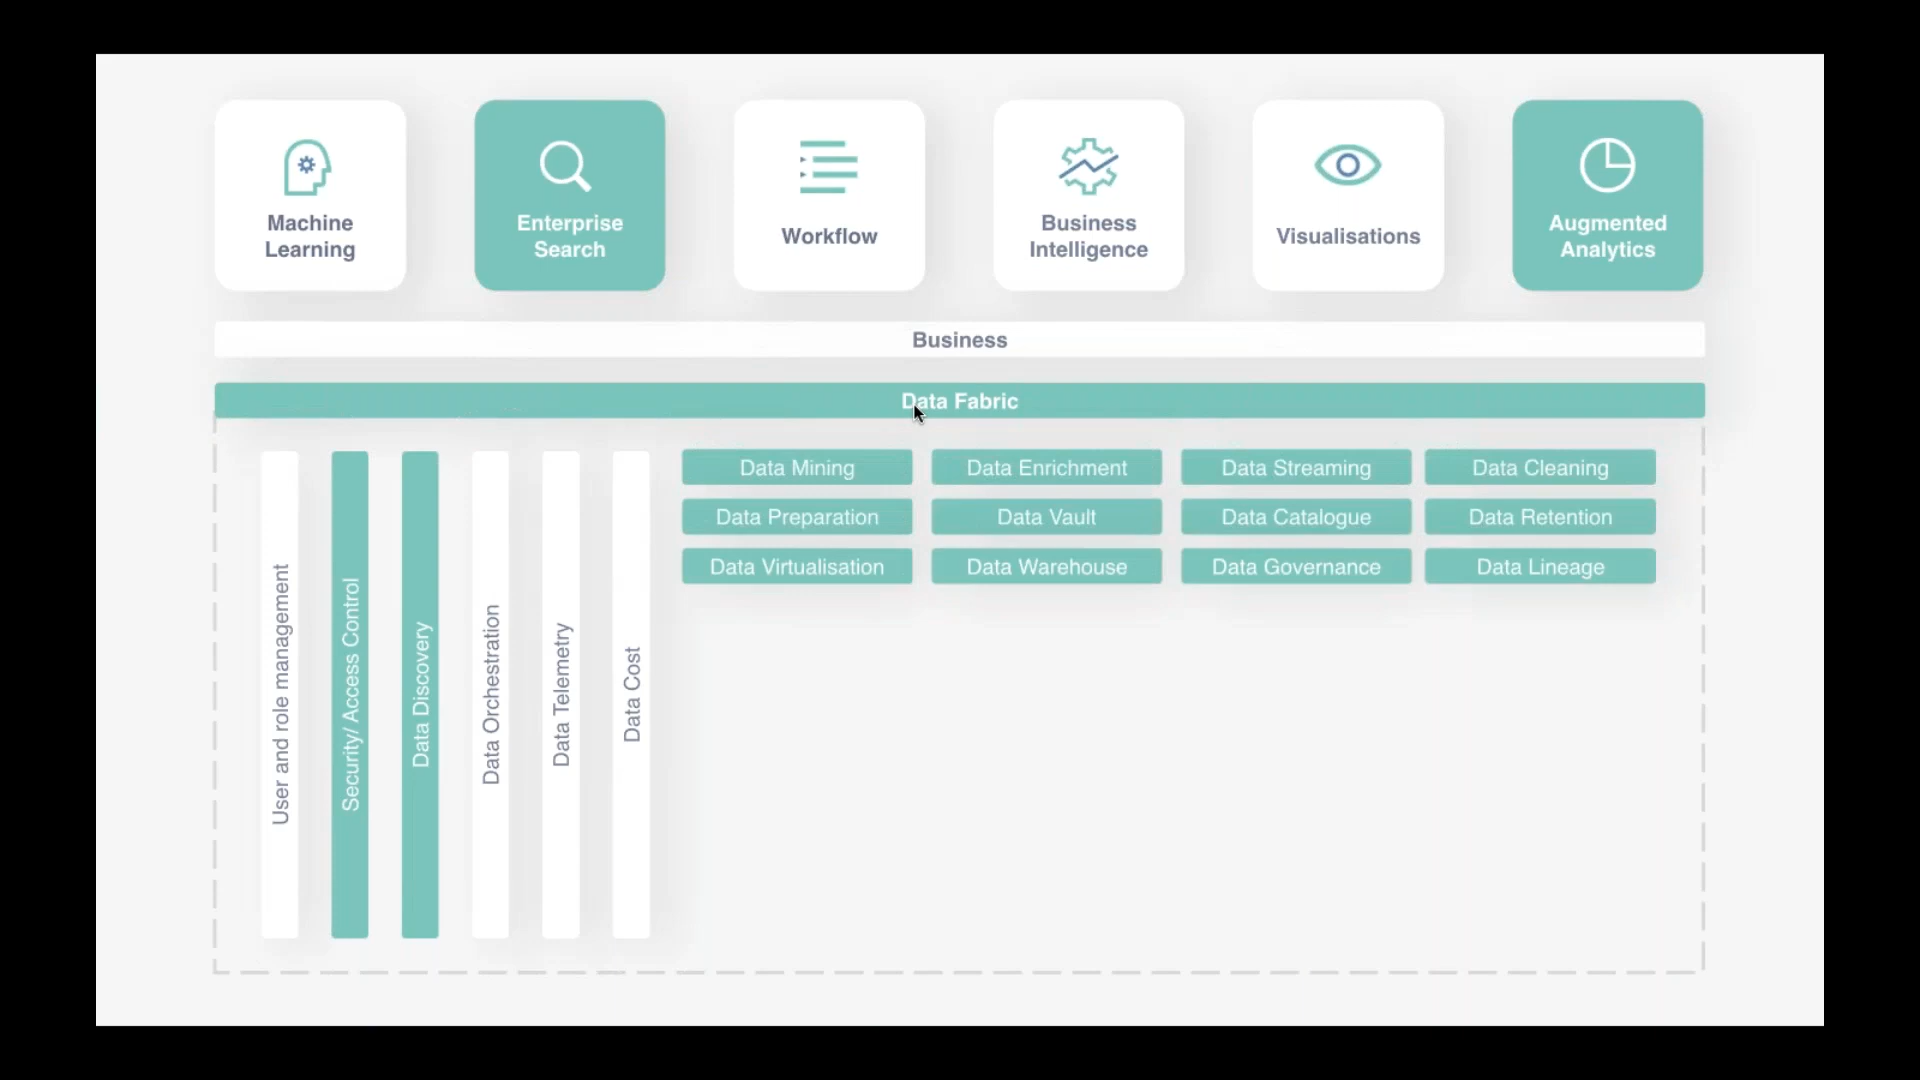 Machine
Learning
Enterprise
Search
Workflow
Business
Intelligence
Visualisations
Augmented
Analytics
Business
Data Fabric
User and role management
Security/ Access Control
Data Discovery
Data Orchestration
Data Telemetry
Data Cost
Data Mining
Data Enrichment
Data Streaming
Data Cleaning
Data Preparation
Data Vault
Data Catalogue
Data Retention
Data Virtualisation
Data Warehouse
Data Governance
Data Lineage